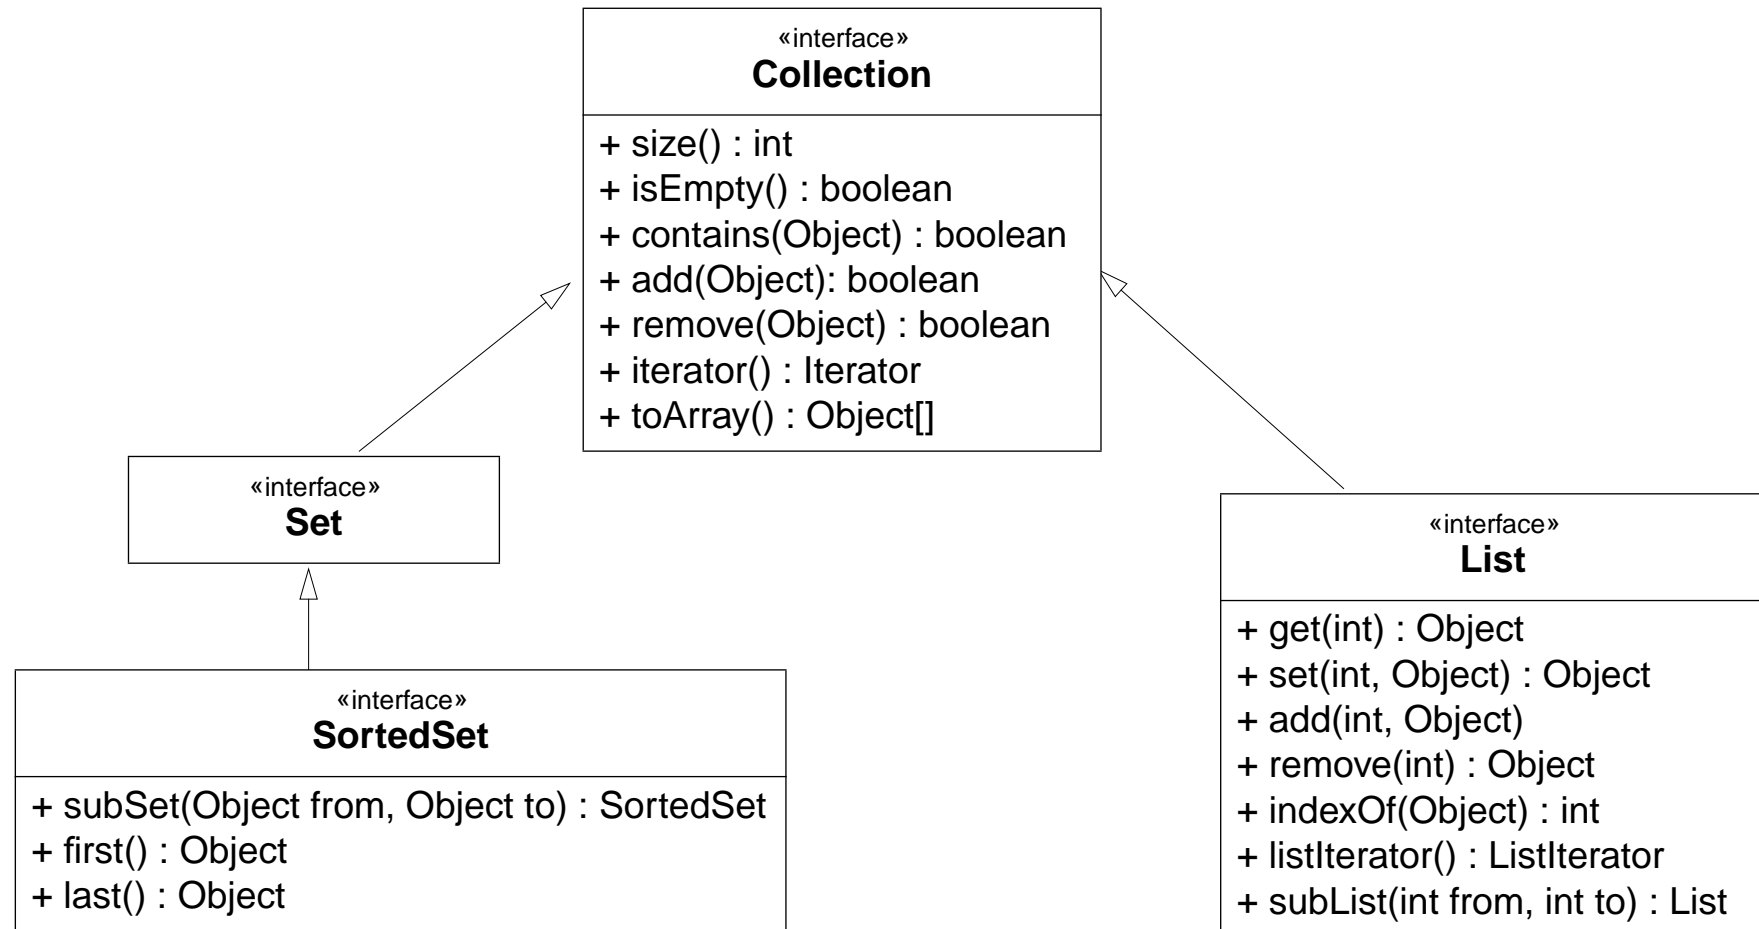 «interface»
Collection
+ size() : int
+ isEmpty() : boolean
+ contains(Object) : boolean
+ add(Object): boolean
+ remove(Object) : boolean
+ iterator() : Iterator
+ toArray() : Object[]
«interface»
Set
«interface»
SortedSet
+ subSet(Object from, Object to) : SortedSet
+ first() : Object
+ last() : Object
«interface»
List
+ get(int) : Object
+ set(int, Object) : Object
+ add(int, Object)
+ remove(int) : Object
+ indexOf(Object) : int
+ listIterator() : ListIterator
+ subList(int from, int to) : List